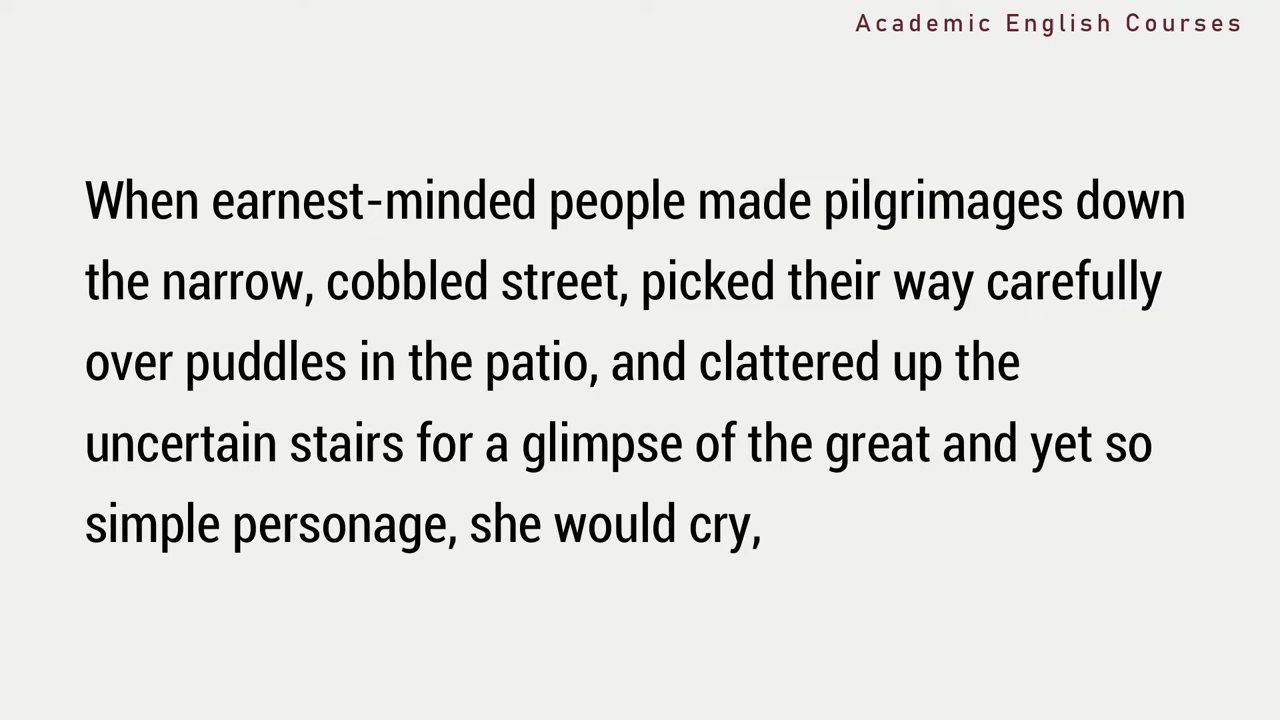 Academic English Courses
When earnest-minded people made pilgrimages down
the narrow, cobbled street, picked their way carefully
over puddles in the patio, and clattered up the
uncertain stairs for a glimpse of the great and yet so
simple personage, she would cry,